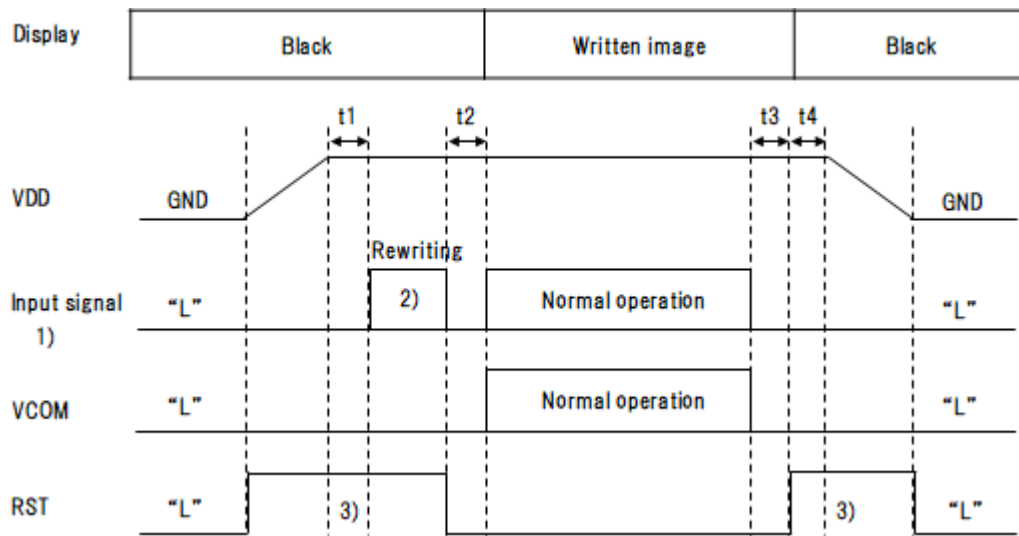 Display
Black
Written image
Black
t1
t2
t3
t4
VDD
GND
GND
Rewriting
Input signal
1)
“L”
2)
Normal operation
“L”
VCOM
“L”
Normal operation
“L”
RST
“L”
3)
3)
“L”